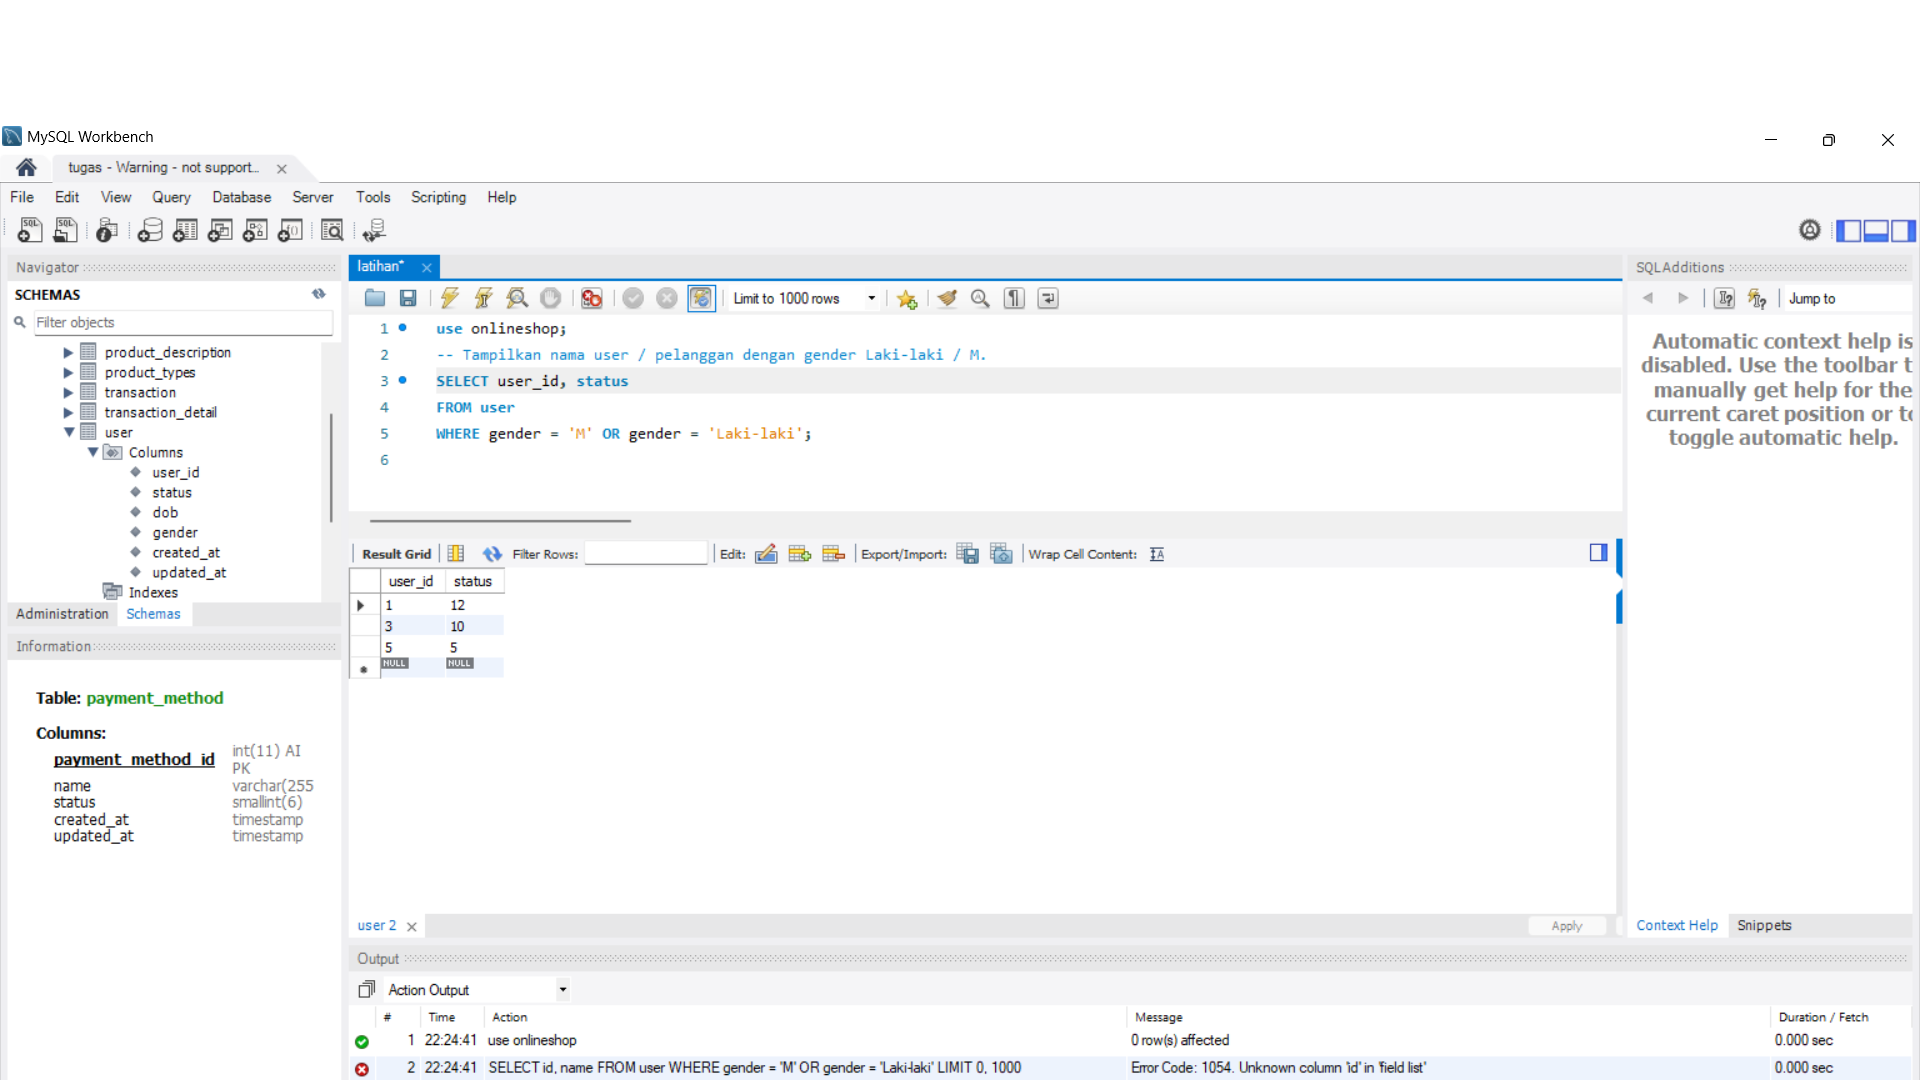 MySQL Workbench
tugas - Warning - not support...
File Edit View Query Database Server Tools Scripting Help
Navigator
SCHEMAS
Filter objects
product_description
product_types
transaction
transaction_detail
user
Columns
user_id
status
dob
gender
created_at
updated_at
Indexes
Administration Schemas
Information
Table: payment_method
Columns:
payment_method_id int(11) AI PK
name varchar(255
status smallint(6)
created_at timestamp
updated_at timestamp
latihan*
Limit to 1000 rows
1 use onlineshop;
2 -- Tampilkan nama user / pelanggan dengan gender Laki-laki / M.
3 SELECT user_id, status
4 FROM user
5 WHERE gender = 'M' OR gender = 'Laki-laki';
6
Result Grid Filter Rows: Edit: Export/Import: Wrap Cell Content: IA
user_id status
1 12
3 10
5 5
NULL NULL
user 2
Apply
SQLAdditions
Jump to
Automatic context help is
disabled. Use the toolbar t
manually get help for the
current caret position or to
toggle automatic help.
Context Help Snippets
Output
Action Output
# Time Action Message Duration / Fetch
1 22:24:41 use onlineshop 0 row(s) affected 0.000 sec
2 22:24:41 SELECT id, name FROM user WHERE gender = 'M' OR gender = 'Laki-laki' LIMIT 0, 1000 Error Code: 1054. Unknown column 'id' in 'field list' 0.000 sec